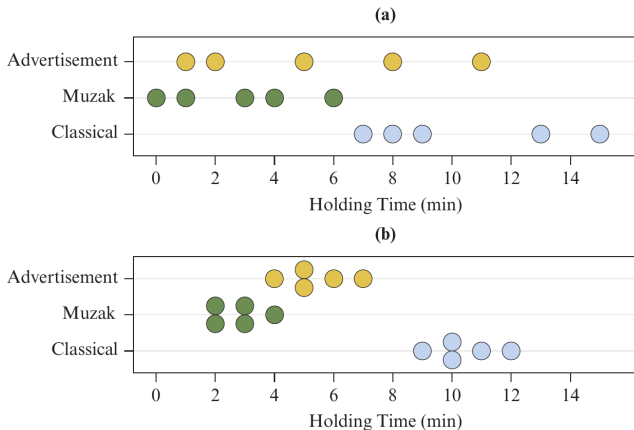 (a)
Advertisement
Muzak
Classical
0 2 4 6 8 10 12 14
Holding Time (min)
(b)
Advertisement
Muzak
Classical
0 2 4 6 8 10 12 14
Holding Time (min)